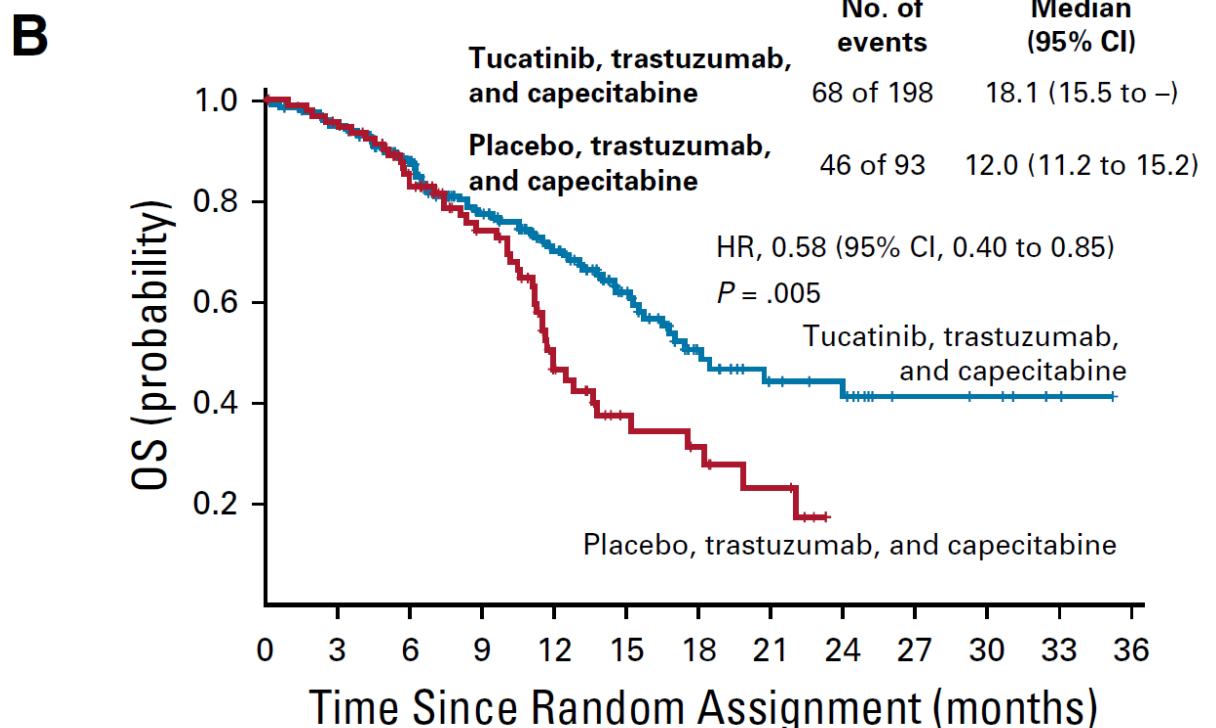 B
No. of Median
events (95% CI)
Tucatinib, trastuzumab,
and capecitabine 68 of 198 18.1 (15.5 to –)
Placebo, trastuzumab,
and capecitabine 46 of 93 12.0 (11.2 to 15.2)
HR, 0.58 (95% CI, 0.40 to 0.85)
P = .005
Tucatinib, trastuzumab,
and capecitabine
Placebo, trastuzumab, and capecitabine
OS (probability)
1.0
0.8
0.6
0.4
0.2
0 3 6 9 12 15 18 21 24 27 30 33 36
Time Since Random Assignment (months)